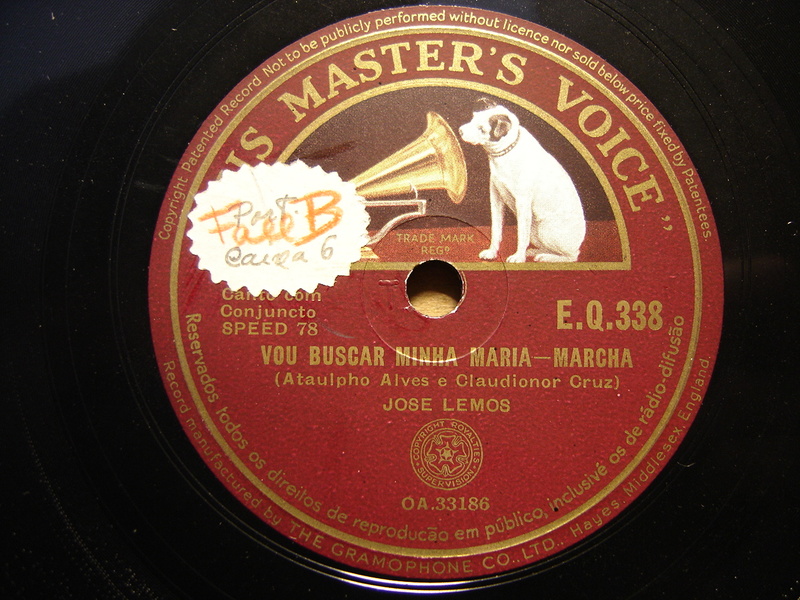 Copyright Patented Record Not to be publicly performed without licence nor sold below price fixed by Patentees.
HIS MASTER'S VOICE"
TRADE MARK
REGD
Port.
Face B
Caixa 6
Canto com
Conjuncto
SPEED 78
E.Q.338
VOU BUSCAR MINHA MARIA—MARCHA
(Ataulpho Alves e Claudionor Cruz)
JOSE LEMOS
COPYRIGHT ROYALTIES
SUPERVISION
OA.33186
Reservados todos os direitos de reprodução em público, inclusivé os de rádio-difusão
Record manufactured by THE GRAMOPHONE CO., LTD., Hayes, Middlesex, England.